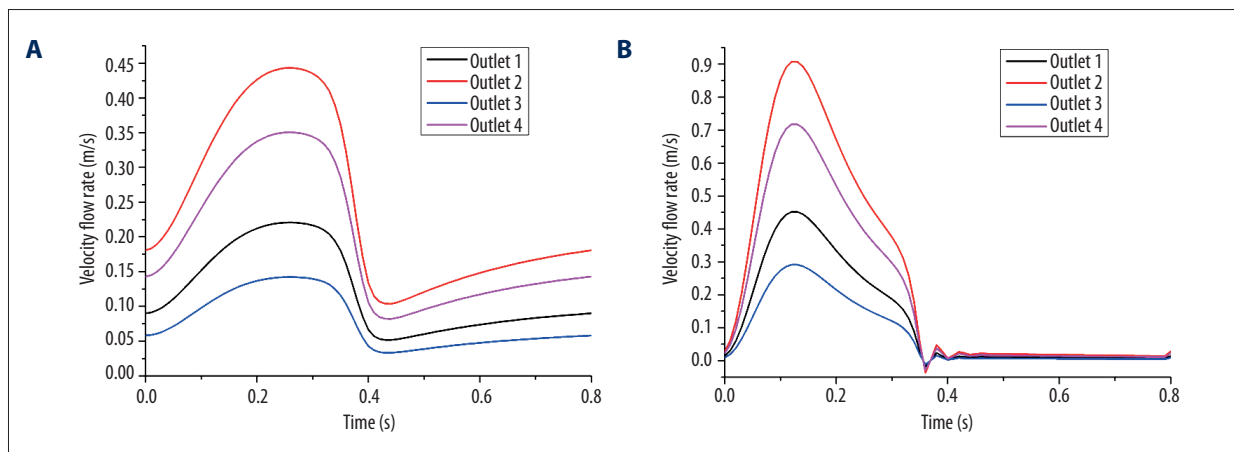 A
Velocity flow rate (m/s)
0.45
0.40
0.35
0.30
0.25
0.20
0.15
0.10
0.05
0.00
0.0
0.2
0.4
0.6
0.8
Time (s)
Outlet 1
Outlet 2
Outlet 3
Outlet 4
B
Velocity flow rate (m/s)
0.9
0.8
0.7
0.6
0.5
0.4
0.3
0.2
0.1
0.0
0.0
0.2
0.4
0.6
0.8
Time (s)
Outlet 1
Outlet 2
Outlet 3
Outlet 4